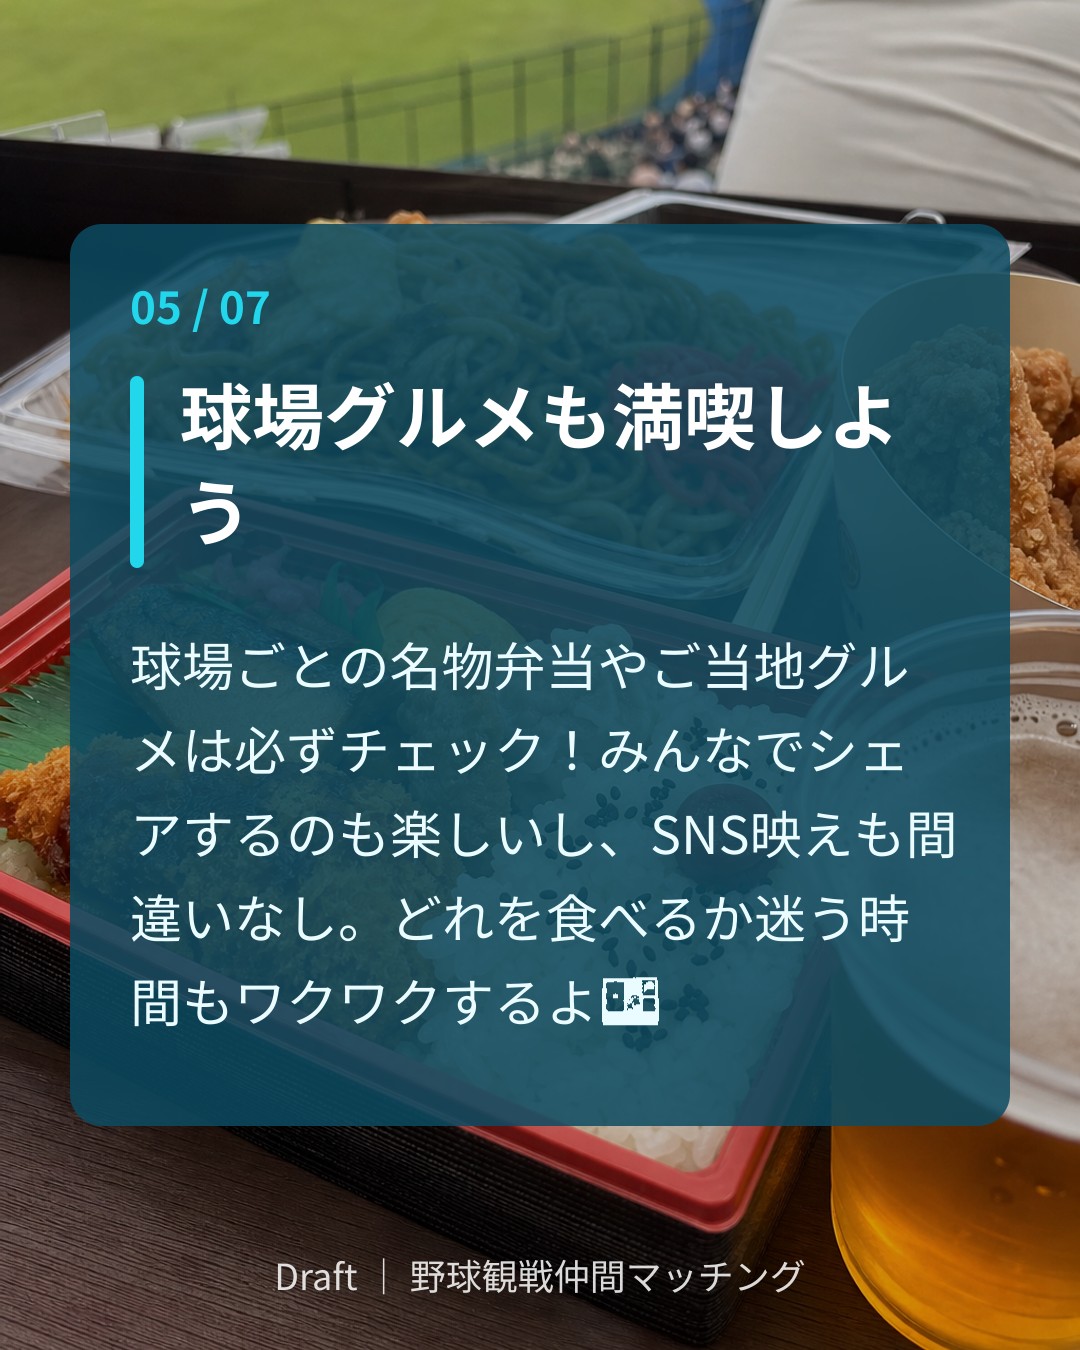 05 / 07
球場グルメも満喫しよ
う
球場ごとの名物弁当やご当地グル
メは必ずチェック！みんなでシェ
アするのも楽しいし、SNS映えも間
違いなし。どれを食べるか迷う時
間もワクワクするよ🍱
Draft ｜ 野球観戦仲間マッチング